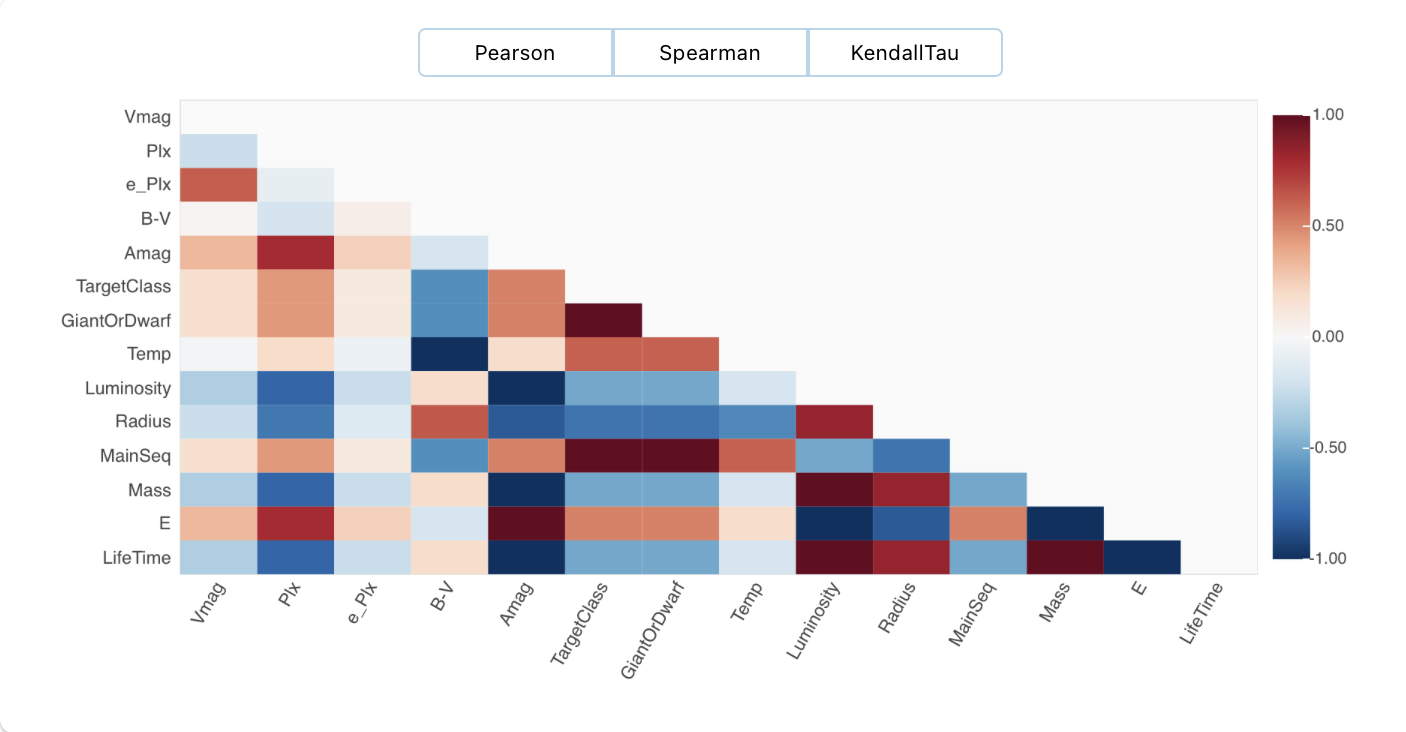 Pearson Spearman KendallTau
Vmag
Plx
e_Plx
B-V
Amag
TargetClass
GiantOrDwarf
Temp
Luminosity
Radius
MainSeq
Mass
E
LifeTime
1.00
0.50
0.00
-0.50
-1.00
Vmag Plx e_Plx B-V Amag TargetClass GiantOrDwarf Temp Luminosity Radius MainSeq Mass E LifeTime